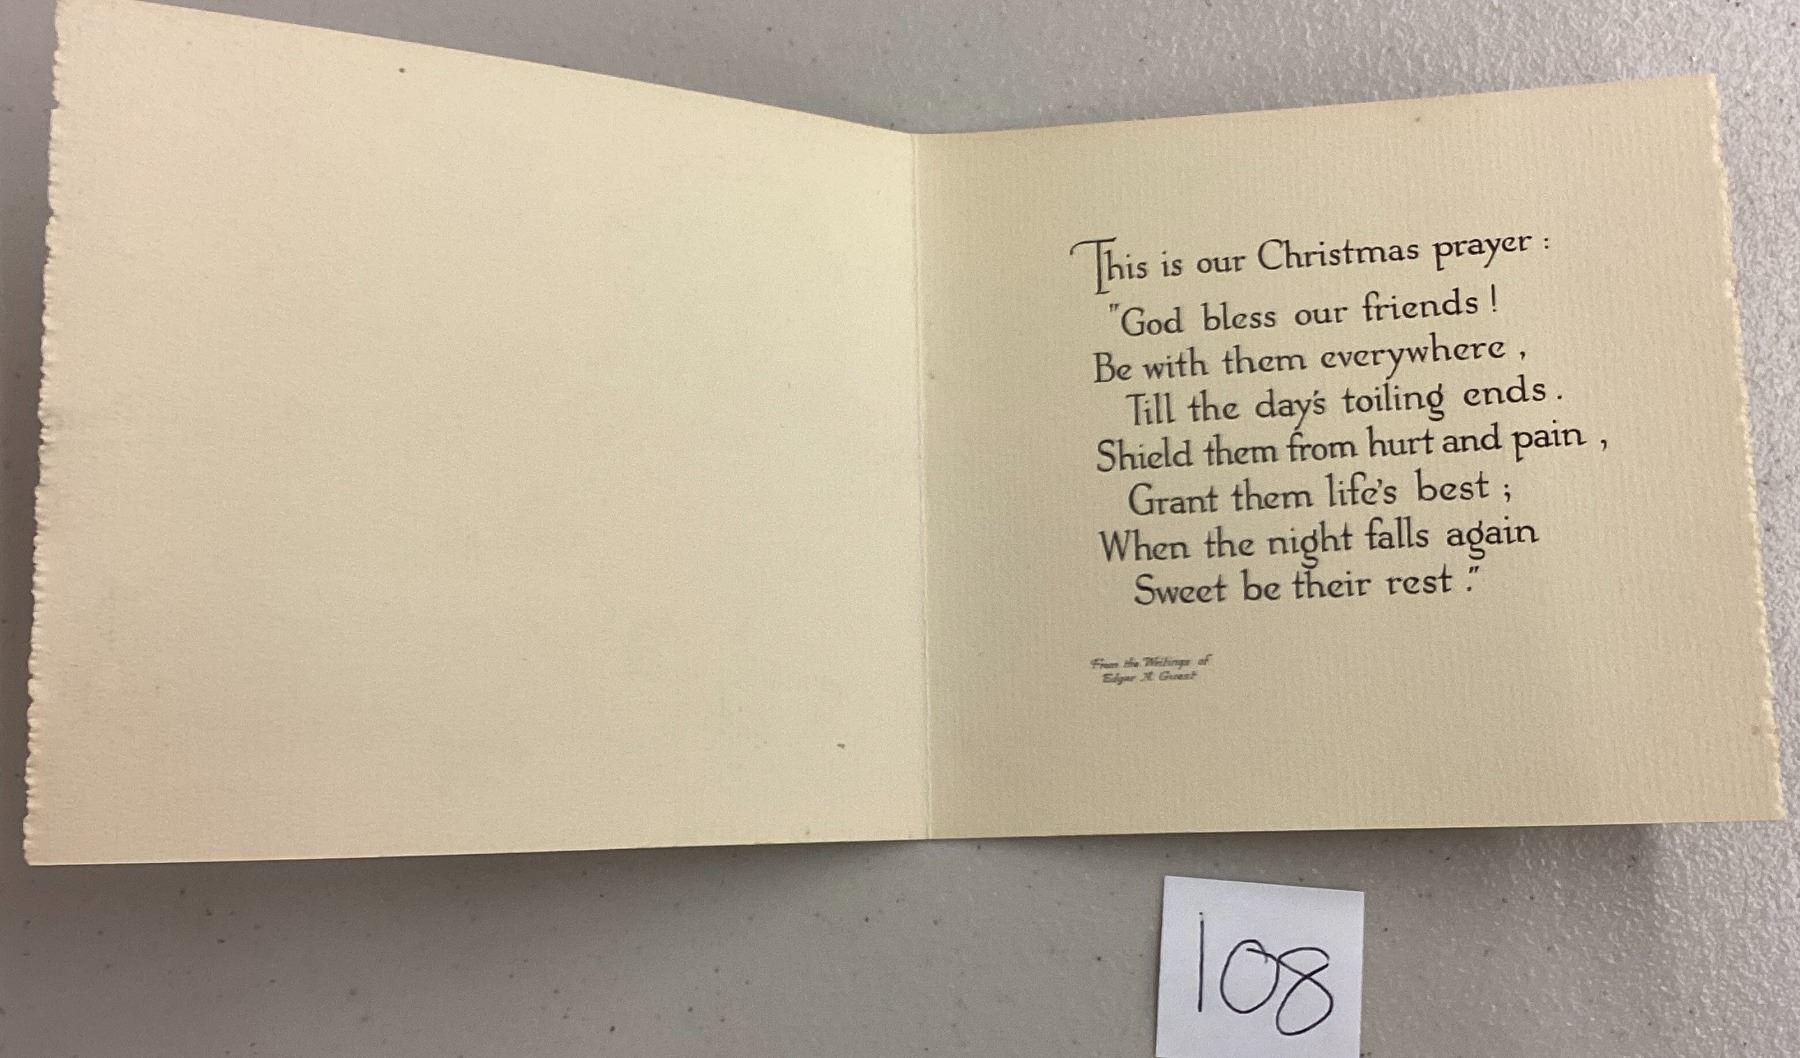 This is our Christmas prayer :
"God bless our friends !
Be with them everywhere ,
Till the day's toiling ends .
Shield them from hurt and pain ,
Grant them life's best ;
When the night falls again
Sweet be their rest ."
From the Writings of
Edgar A. Guest
108